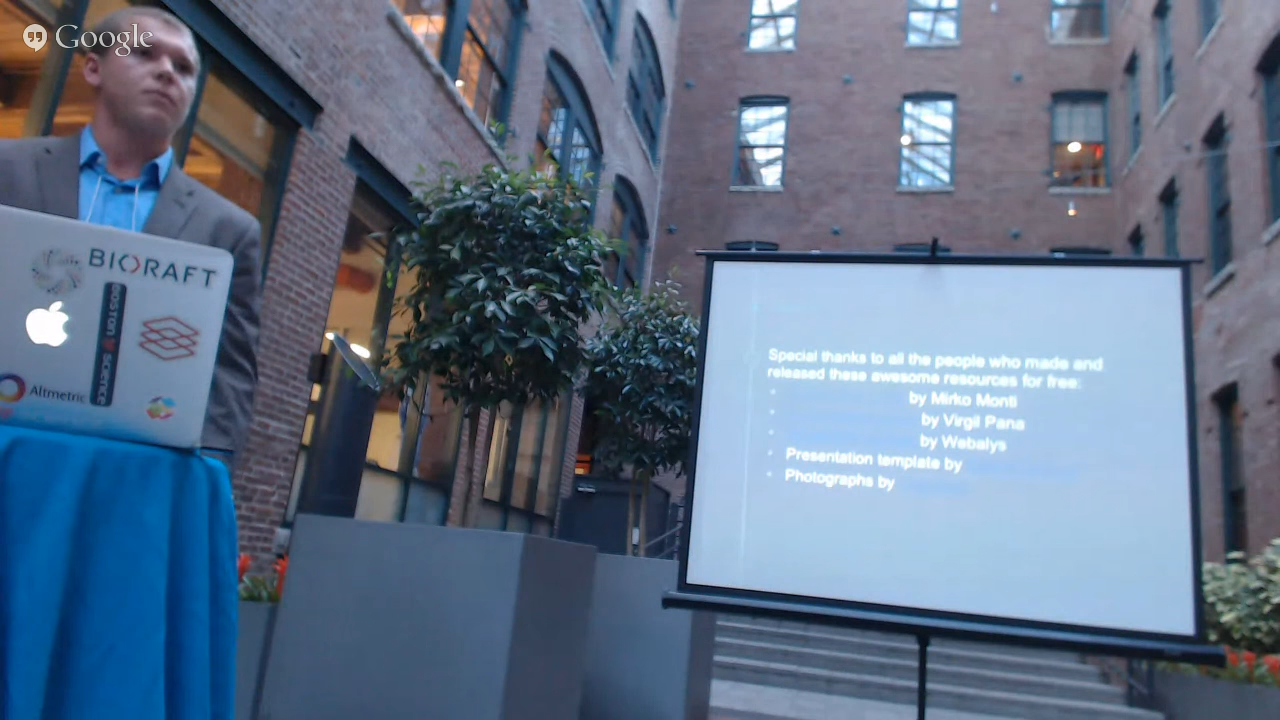 Google
BIORAFT
BOSTON SCIENCE
Altmetric
Special thanks to all the people who made and
released these awesome resources for free:
by Mirko Monti
by Virgil Pana
by Webalys
Presentation template by
Photographs by